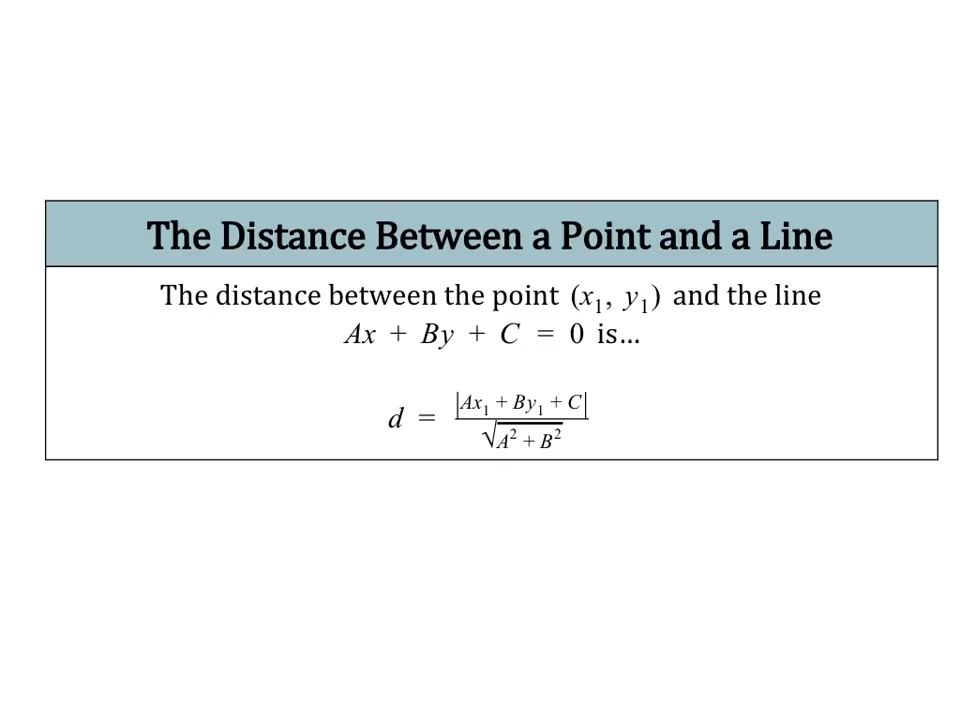 The Distance Between a Point and a Line
The distance between the point (x₁, y₁) and the line
Ax + By + C = 0 is...
d = |Ax₁ + By₁ + C| / √(A² + B²)